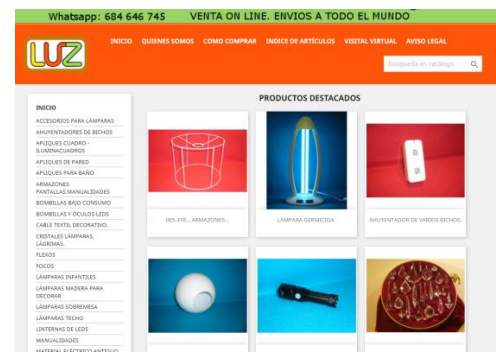 Whatsapp: 684 646 745 VENTA ON LINE. ENVIOS A TODO EL MUNDO
LUZ
INICIO QUIENES SOMOS COMO COMPRAR INDICE DE ARTÍCULOS VISITAL VIRTUAL AVISO LEGAL
Búsqueda en catálogo
PRODUCTOS DESTACADOS
INICIO
ACCESORIOS PARA LÁMPARAS
AHUYENTADORES DE BICHOS
APLIQUES CUADRO -
ILUMINACUADROS
APLIQUES DE PARED
APLIQUES PARA BAÑO
ARMAZONES
PANTALLAS.MANUALIDADES
BOMBILLAS BAJO CONSUMO
BOMBILLAS Y ÓCULOS LEDS
CABLE TEXTIL DECORATIVO.
CRISTALES LÁMPARAS,
LÁGRIMAS.
FLEXOS
FOCOS
LÁMPARAS INFANTILES
LÁMPARAS MADERA PARA
DECORAR
LÁMPARAS SOBREMESA
LÁMPARAS TECHO
LINTERNAS DE LEDS
MANUALIDADES
MATERIAL ELÉCTRICO ANTÍGUO
ARMAZONES...
LÁMPARA GERMICIDA.
AHUYENTADOR DE VARIOS BICHOS.